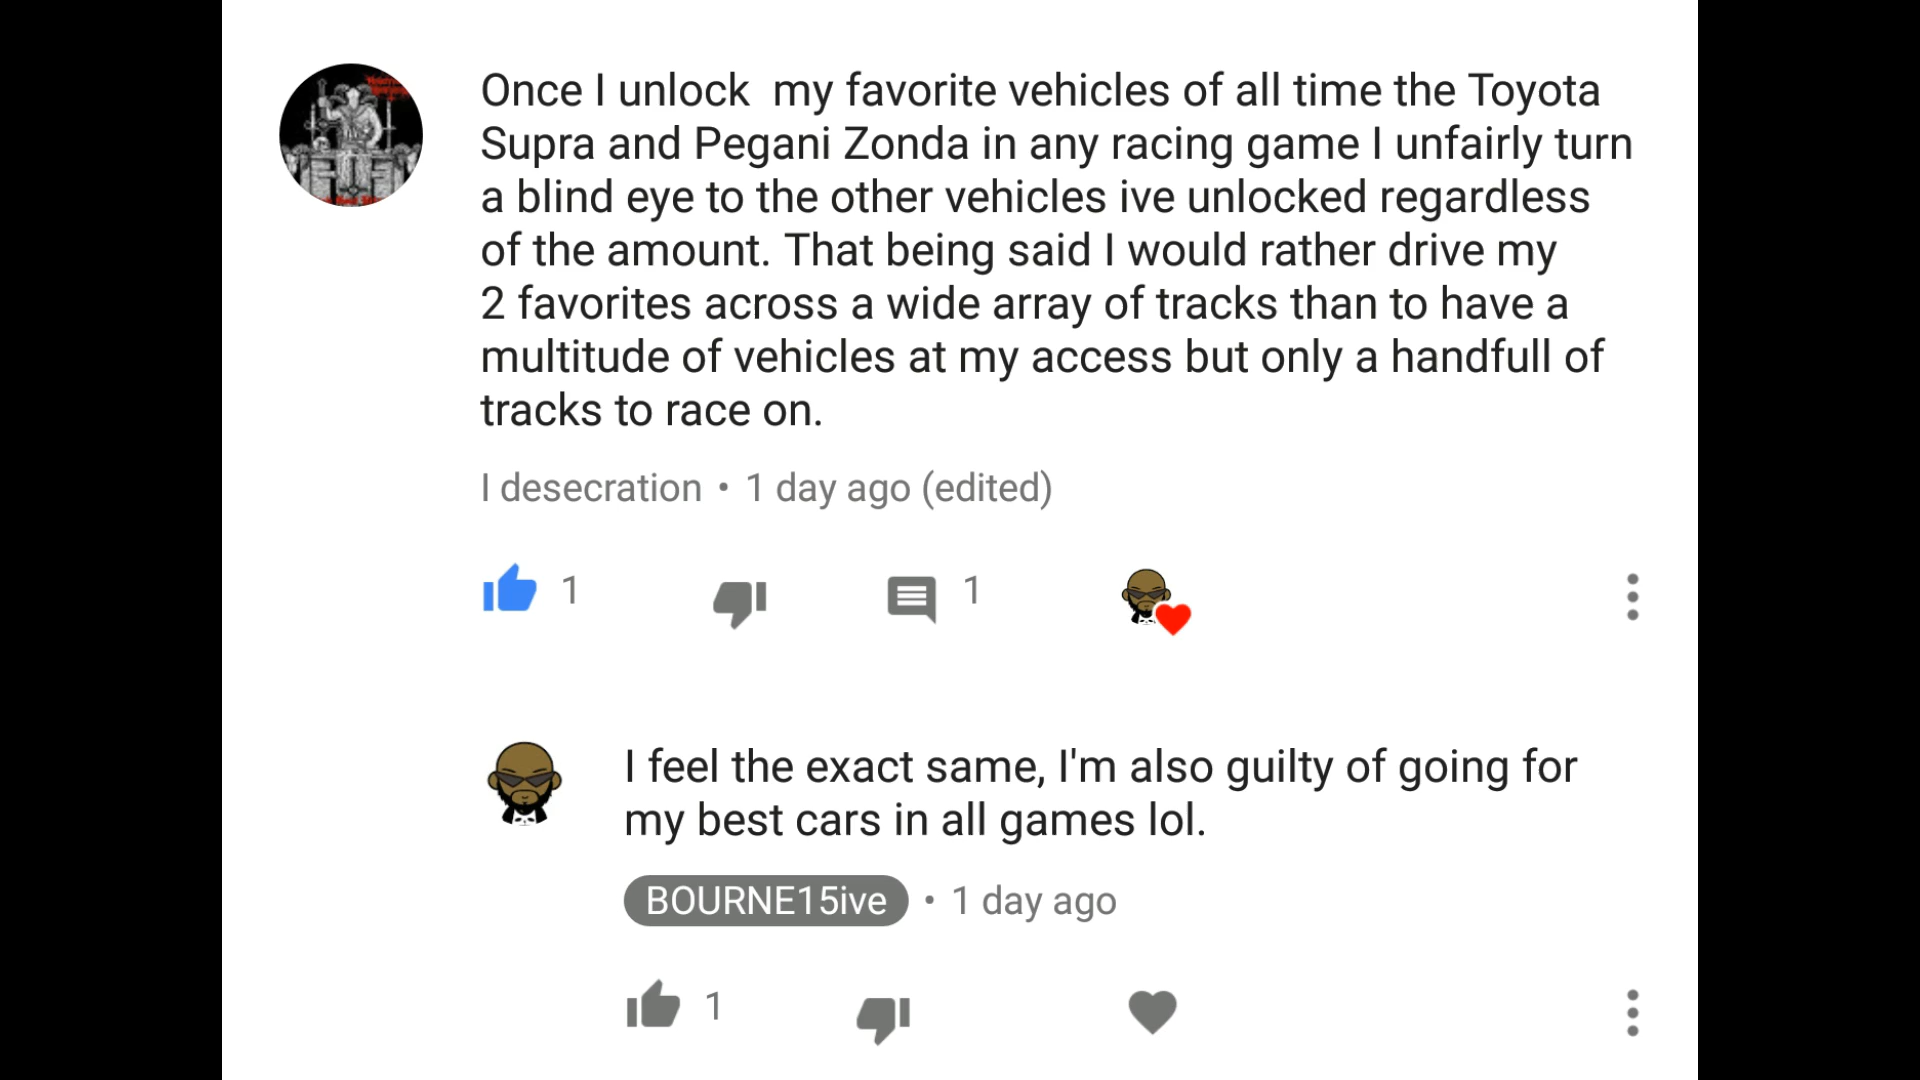 Once I unlock  my favorite vehicles of all time the Toyota
Supra and Pegani Zonda in any racing game I unfairly turn
a blind eye to the other vehicles ive unlocked regardless
of the amount. That being said I would rather drive my
2 favorites across a wide array of tracks than to have a
multitude of vehicles at my access but only a handfull of
tracks to race on.
I desecration • 1 day ago (edited)
1 1
I feel the exact same, I'm also guilty of going for
my best cars in all games lol.
BOURNE15ive • 1 day ago
1